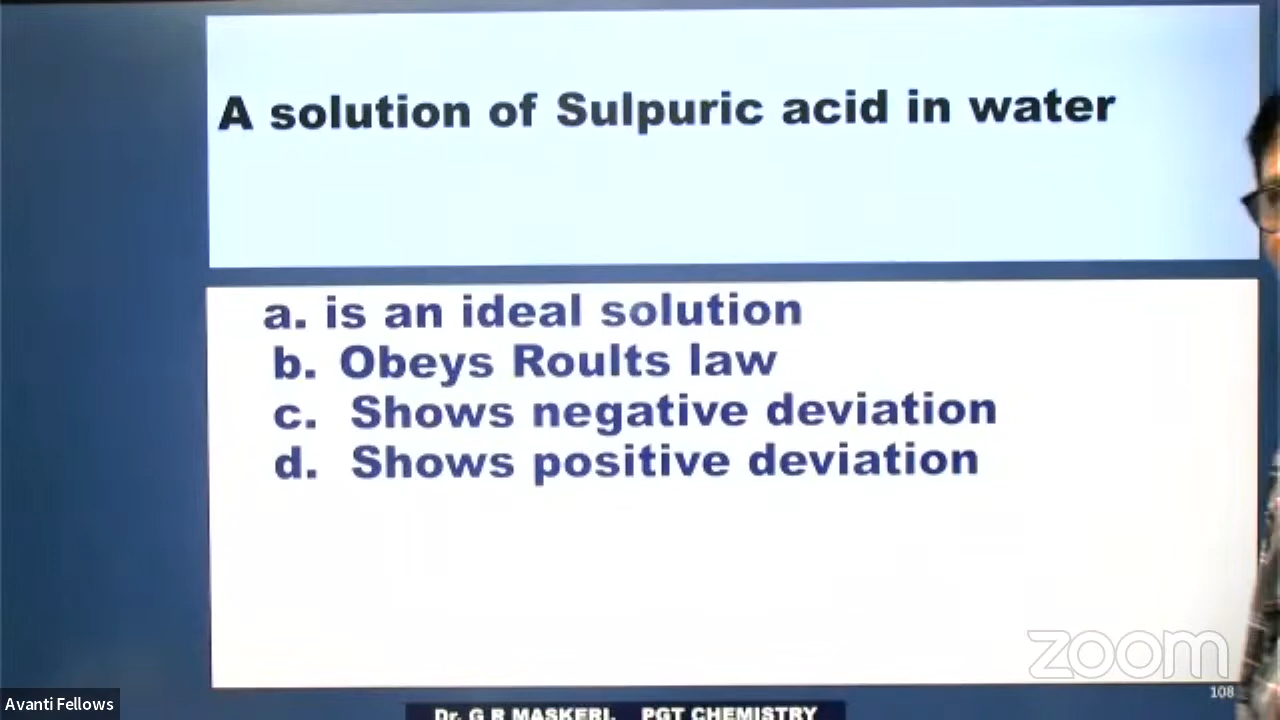 A solution of Sulpuric acid in water
a. is an ideal solution
b. Obeys Roults law
c. Shows negative deviation
d. Shows positive deviation
zoom
108
Avanti Fellows
Dr. G R MASKERI, PGT CHEMISTRY